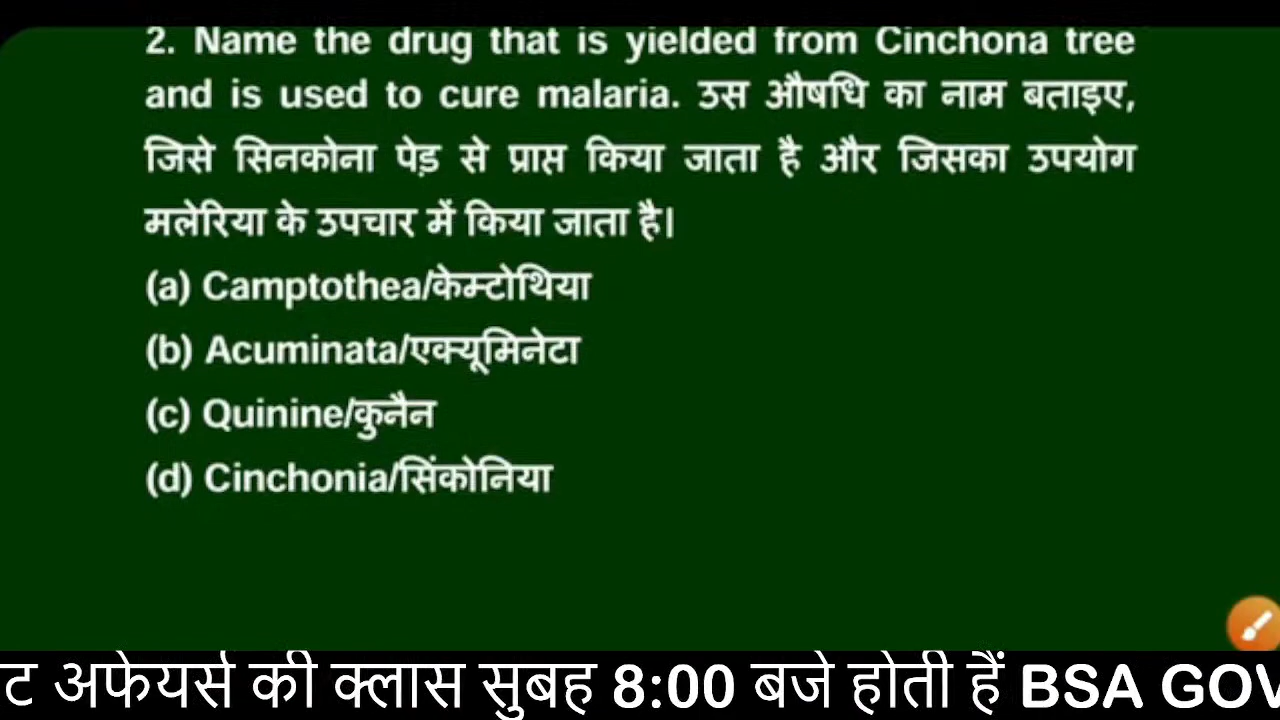 2. Name the drug that is yielded from Cinchona tree
and is used to cure malaria. उस औषधि का नाम बताइए,
जिसे सिनकोना पेड़ से प्राप्त किया जाता है और जिसका उपयोग
मलेरिया के उपचार में किया जाता है।
(a) Camptothea/केम्टोथिया
(b) Acuminata/एक्यूमिनेटा
(c) Quinine/कुनैन
(d) Cinchonia/सिंकोनिया
ट अफेयर्स की क्लास सुबह 8:00 बजे होती हैं BSA GOV